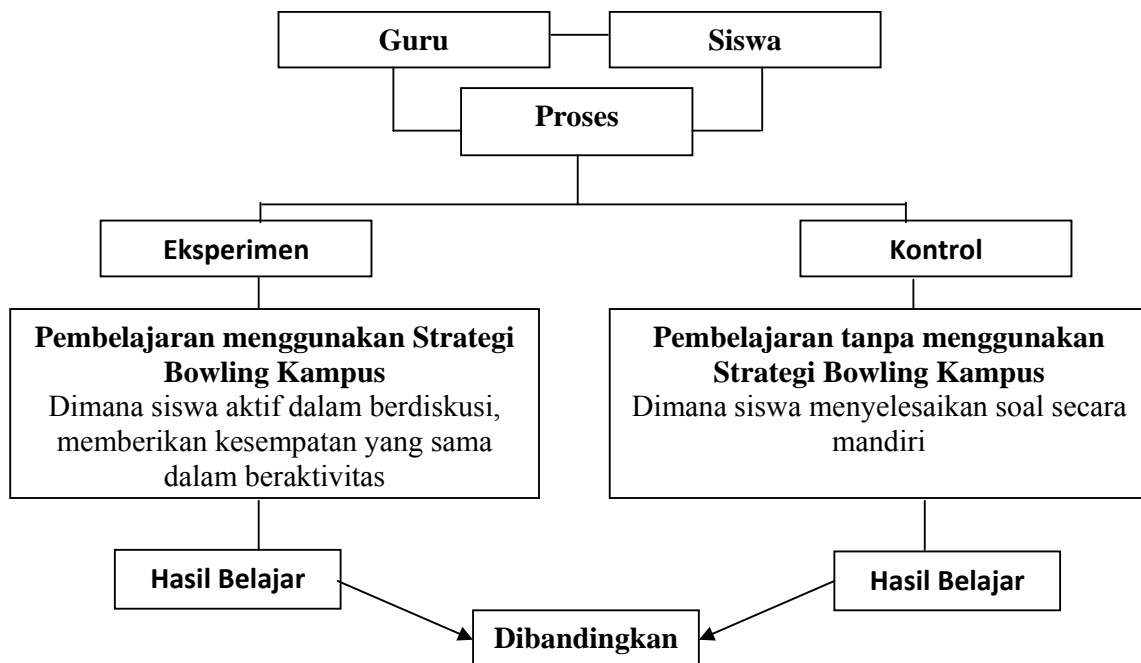 Guru
Siswa
Proses
Eksperimen
Kontrol
Pembelajaran menggunakan Strategi
Bowling Kampus
Dimana siswa aktif dalam berdiskusi,
memberikan kesempatan yang sama
dalam beraktivitas
Pembelajaran tanpa menggunakan
Strategi Bowling Kampus
Dimana siswa menyelesaikan soal secara
mandiri
Hasil Belajar
Hasil Belajar
Dibandingkan